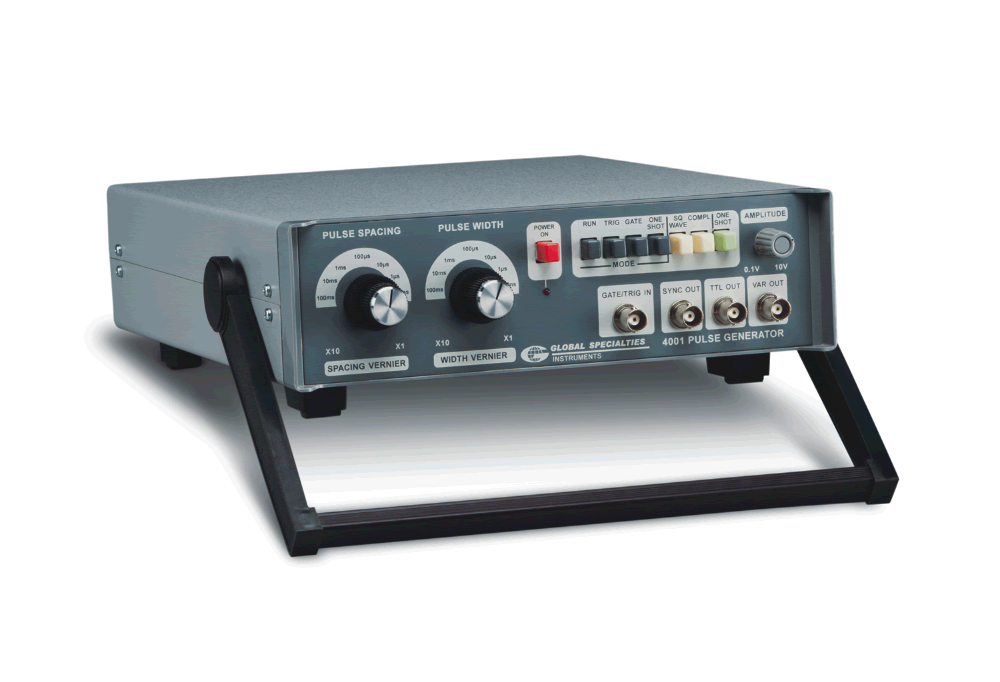 PULSE SPACING
100µs
1ms
10µs
10ms
1µs
100ms
X10
X1
SPACING VERNIER
PULSE WIDTH
100µs
1ms
10µs
10ms
1µs
100ms
X10
X1
WIDTH VERNIER
POWER
ON
RUN TRIG GATE ONE SHOT SQ WAVE COMPL ONE SHOT
MODE
AMPLITUDE
0.1V 10V
GATE/TRIG IN
SYNC OUT
TTL OUT
VAR OUT
GLOBAL SPECIALTIES
INSTRUMENTS
4001 PULSE GENERATOR